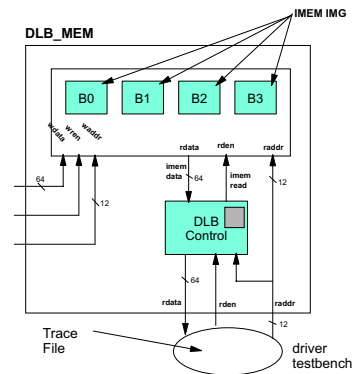 IMEM IMG
DLB_MEM
B0 B1 B2 B3
wdata
wren
waddr
rdata rden raddr
64
12
imem
data
64
imem
read
12
DLB
Control
64
rdata rden raddr
12
Trace
File
driver
testbench